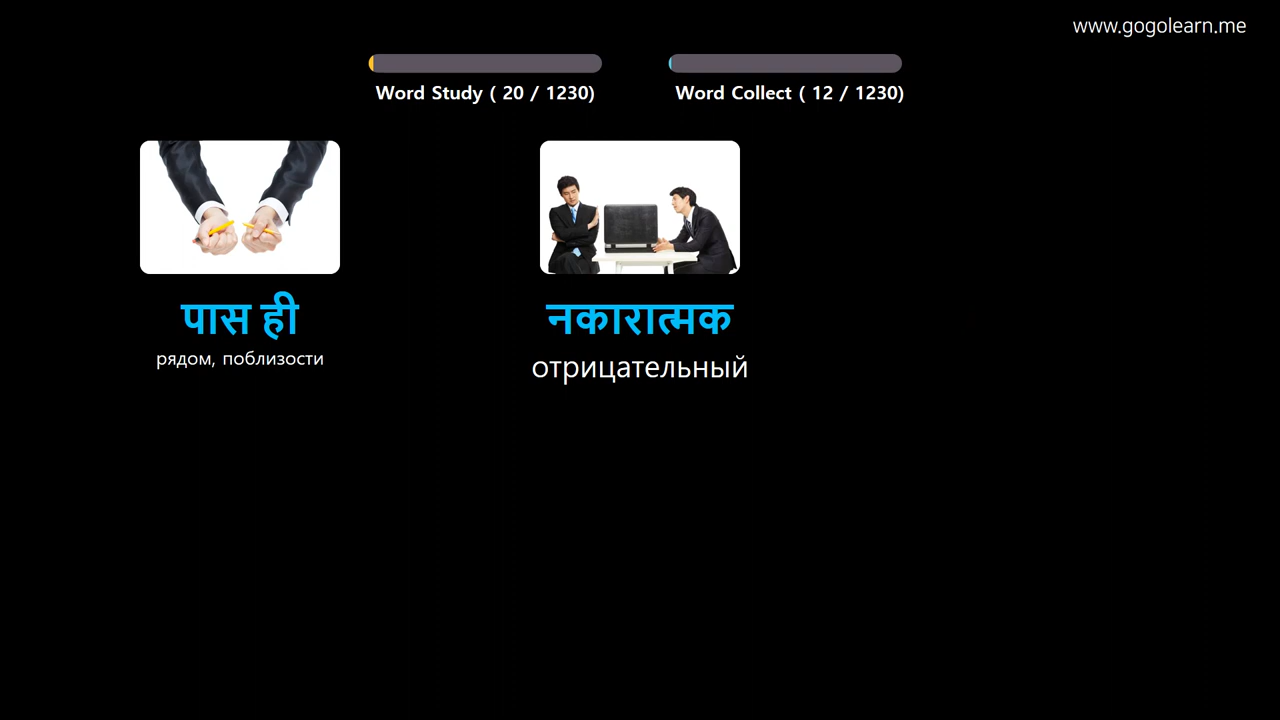 www.gogolearn.me
Word Study ( 20 / 1230)
Word Collect ( 12 / 1230)
पास ही
рядом, поблизости
नकारात्मक
отрицательный